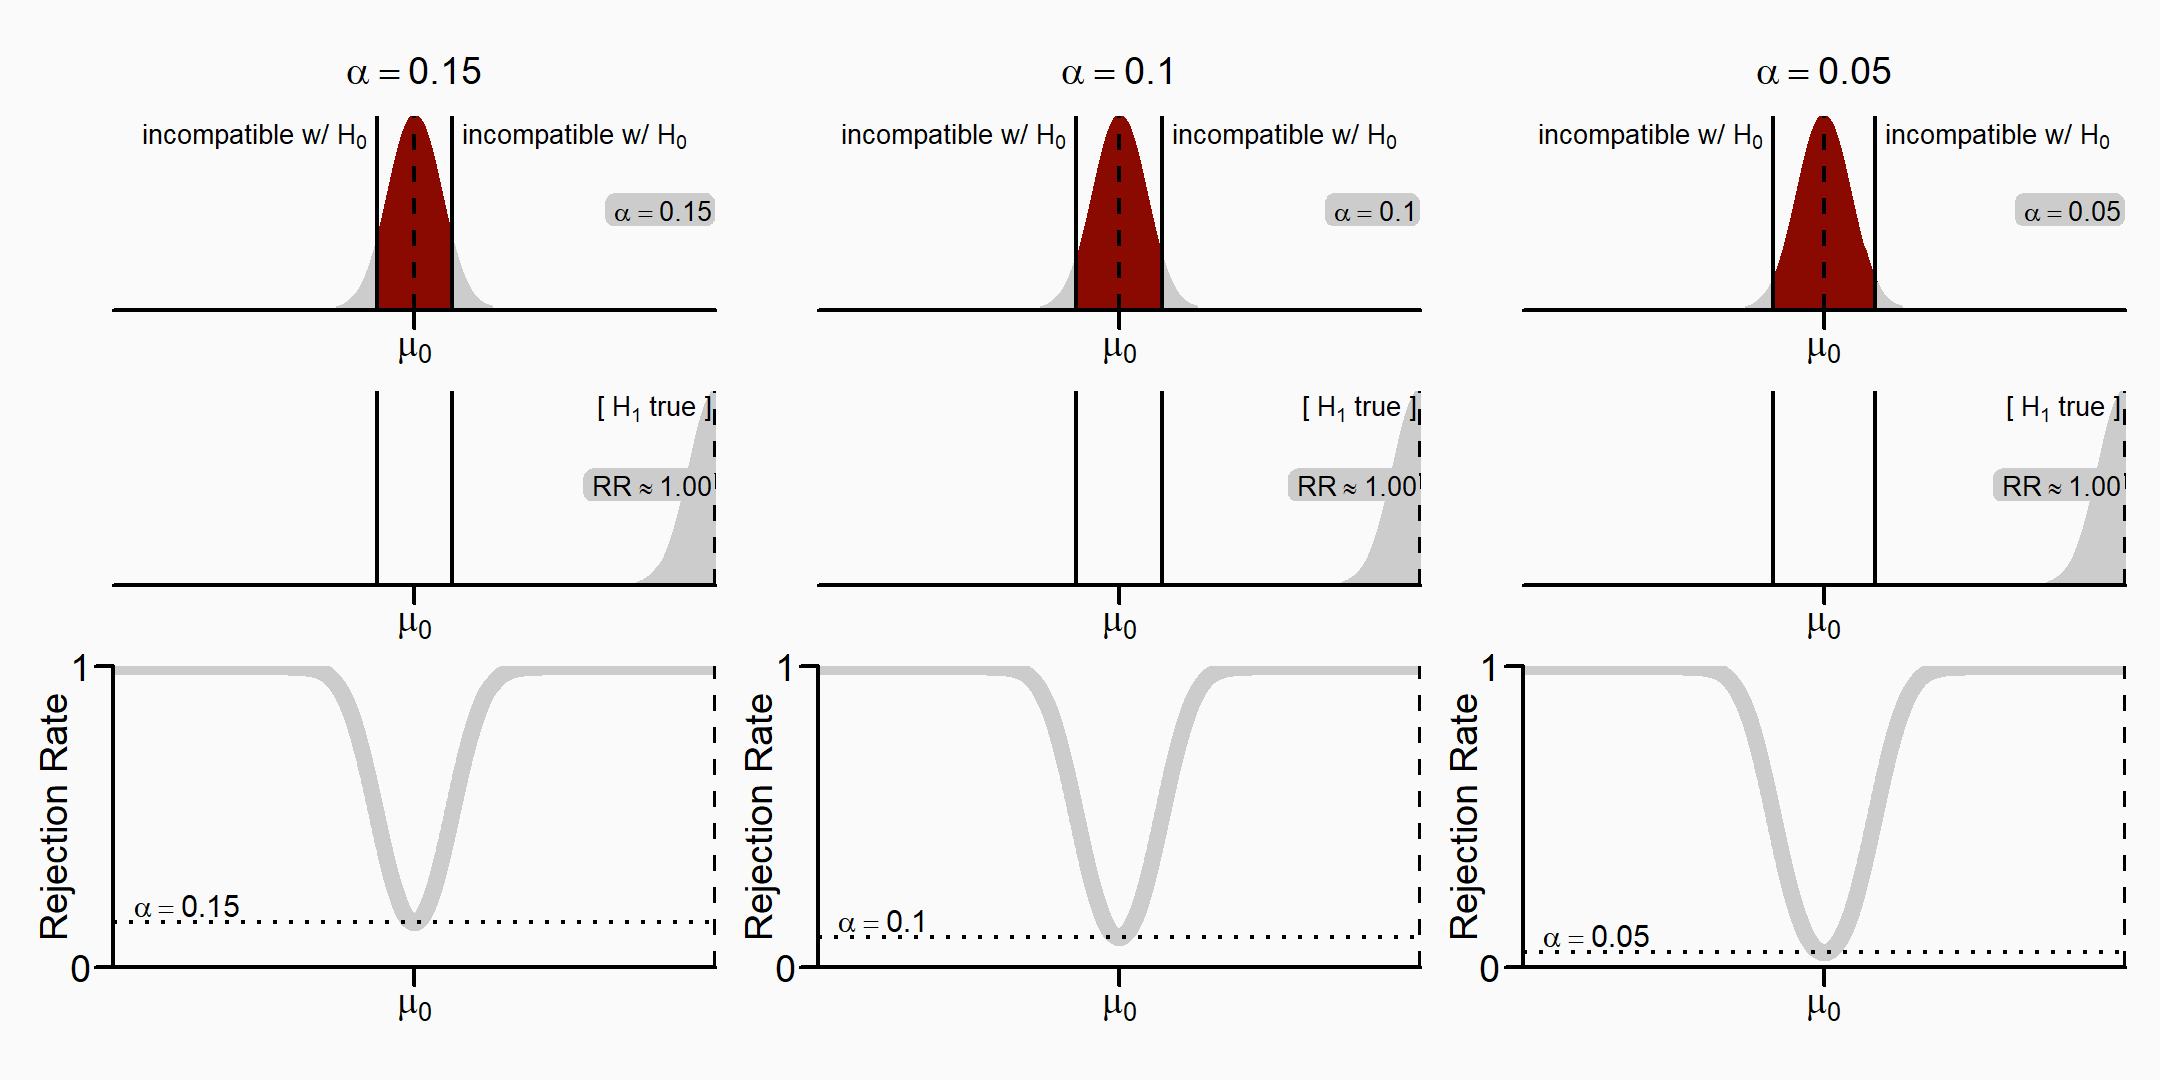 α = 0.15
incompatible w/ H₀ incompatible w/ H₀
α = 0.15
μ₀
[ H₁ true ]
RR ≈ 1.00
μ₀
1
Rejection Rate
α = 0.15
0
μ₀
α = 0.1
incompatible w/ H₀ incompatible w/ H₀
α = 0.1
μ₀
[ H₁ true ]
RR ≈ 1.00
μ₀
1
Rejection Rate
α = 0.1
0
μ₀
α = 0.05
incompatible w/ H₀ incompatible w/ H₀
α = 0.05
μ₀
[ H₁ true ]
RR ≈ 1.00
μ₀
1
Rejection Rate
α = 0.05
0
μ₀